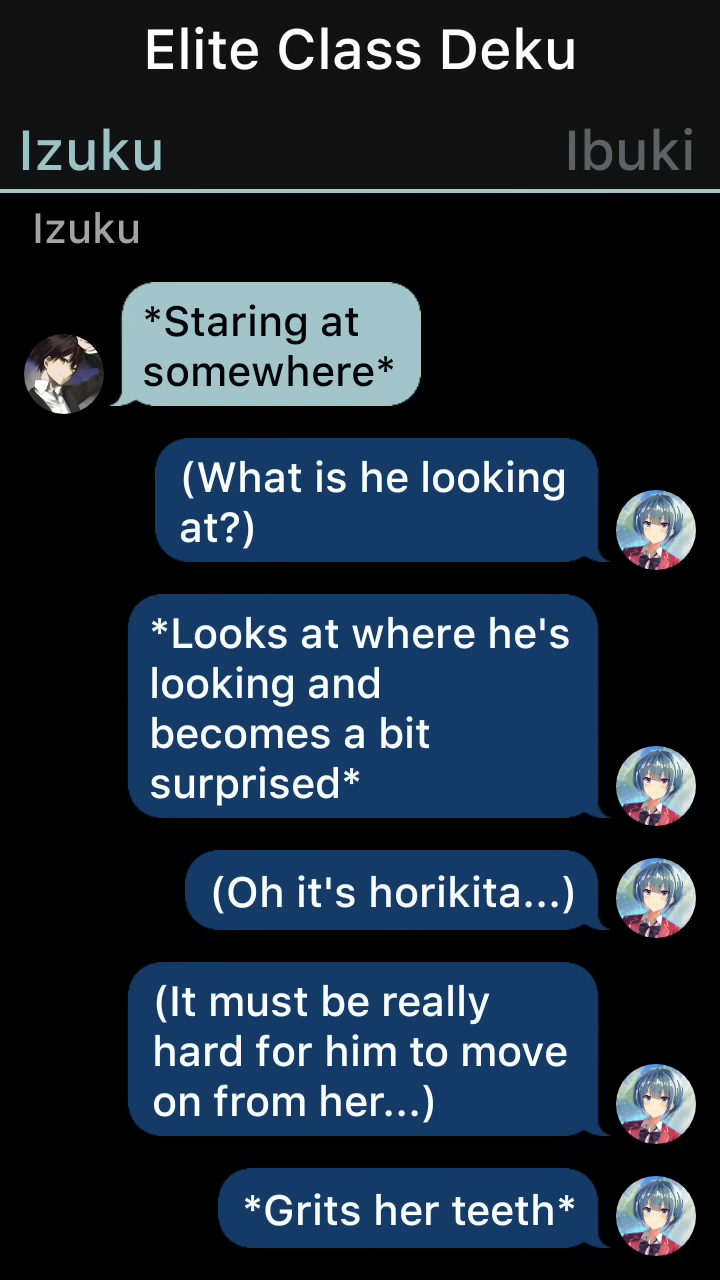 Elite Class Deku
Izuku
Ibuki
Izuku
*Staring at
somewhere*
(What is he looking
at?)
*Looks at where he's
looking and
becomes a bit
surprised*
(Oh it's horikita...)
(It must be really
hard for him to move
on from her...)
*Grits her teeth*